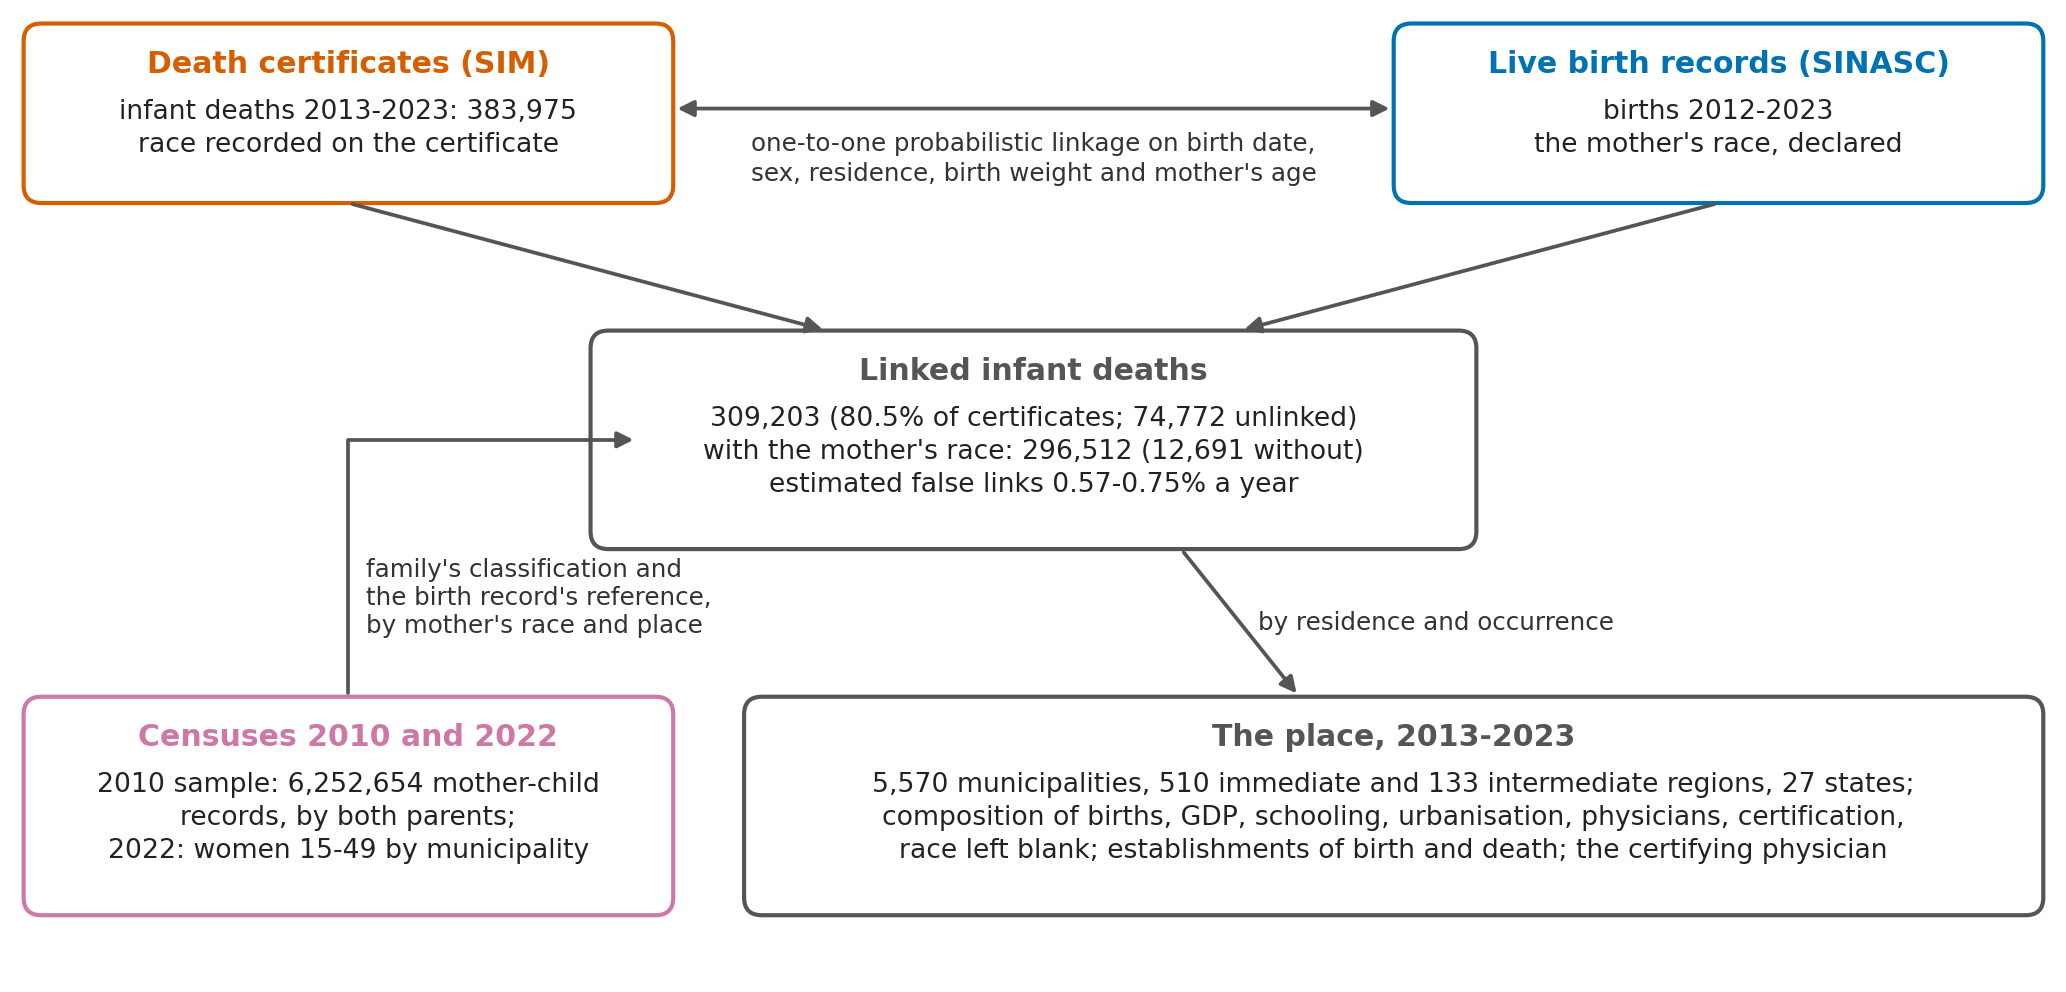 Death certificates (SIM)
infant deaths 2013-2023: 383,975
race recorded on the certificate
one-to-one probabilistic linkage on birth date,
sex, residence, birth weight and mother's age
Live birth records (SINASC)
births 2012-2023
the mother's race, declared
Linked infant deaths
309,203 (80.5% of certificates; 74,772 unlinked)
with the mother's race: 296,512 (12,691 without)
estimated false links 0.57-0.75% a year
family's classification and
the birth record's reference,
by mother's race and place
by residence and occurrence
Censuses 2010 and 2022
2010 sample: 6,252,654 mother-child
records, by both parents;
2022: women 15-49 by municipality
The place, 2013-2023
5,570 municipalities, 510 immediate and 133 intermediate regions, 27 states;
composition of births, GDP, schooling, urbanisation, physicians, certification,
race left blank; establishments of birth and death; the certifying physician